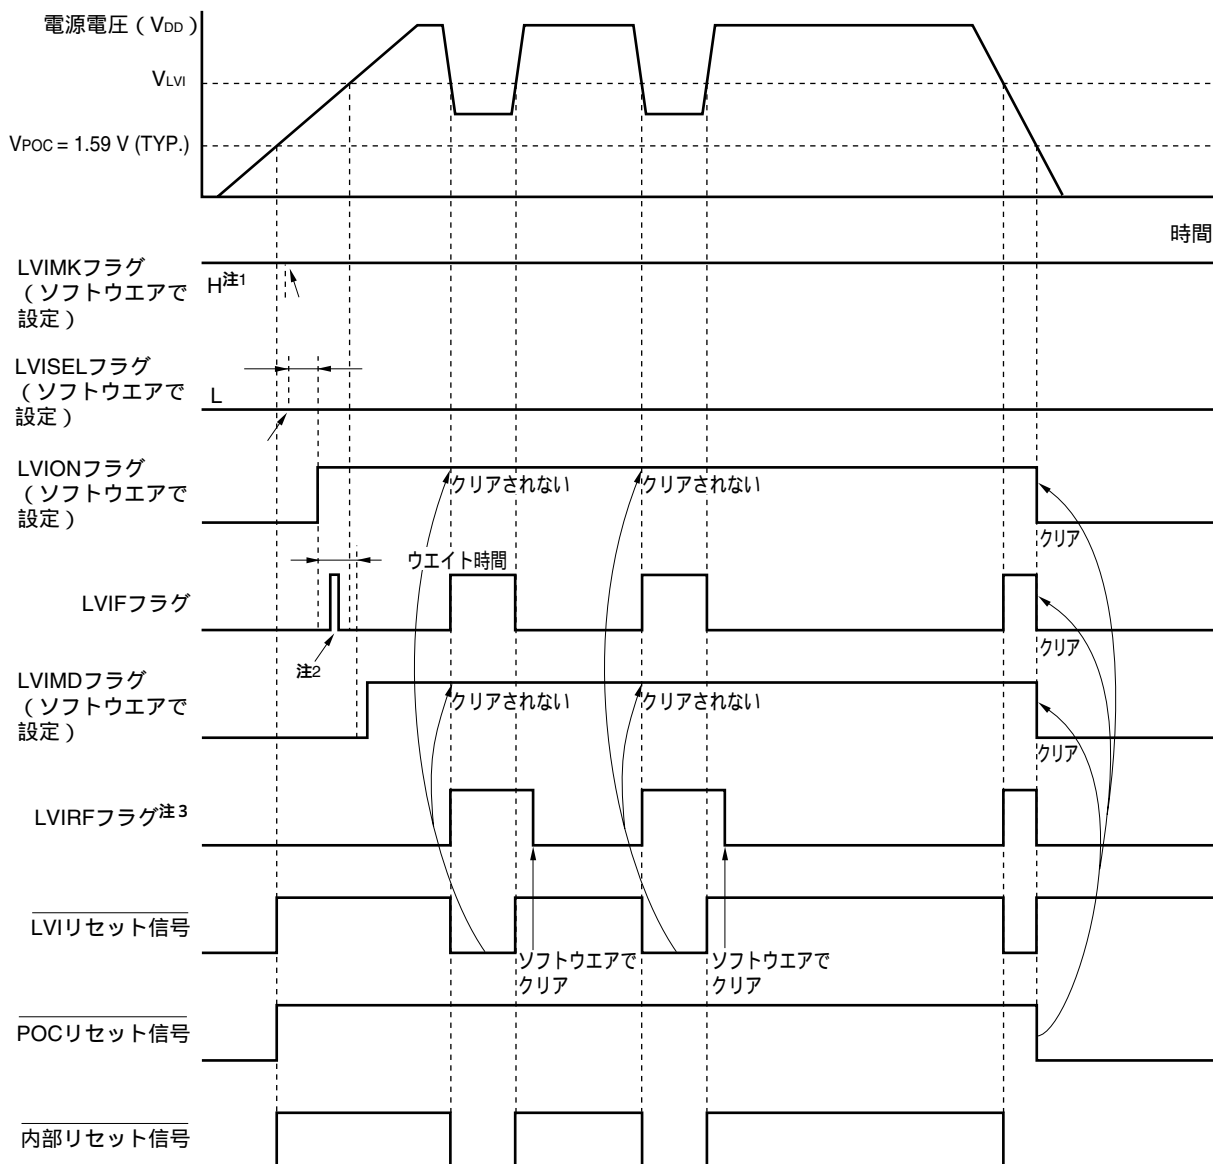 電源電圧（VDD）
VLVI
VPOC = 1.59 V (TYP.)
時間
LVIMKフラグ
（ソフトウエアで
設定）
H注1
LVISELフラグ
（ソフトウエアで
設定）
L
LVIONフラグ
（ソフトウエアで
設定）
クリアされない
クリアされない
クリア
ウエイト時間
LVIFフラグ
注2
クリア
LVIMDフラグ
（ソフトウエアで
設定）
クリアされない
クリアされない
クリア
LVIRFフラグ注3
LVIリセット信号
ソフトウエアで
クリア
ソフトウエアで
クリア
POCリセット信号
内部リセット信号